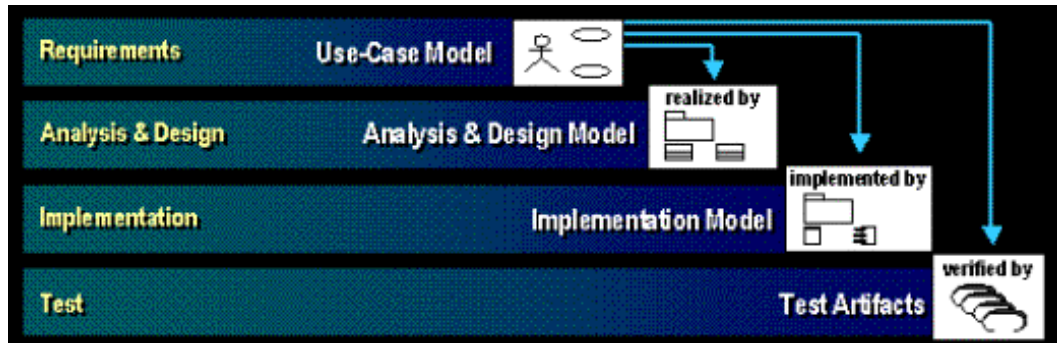 Requirements Use-Case Model
realized by
Analysis & Design Analysis & Design Model
implemented by
Implementation Implementation Model
verified by
Test Test Artifacts